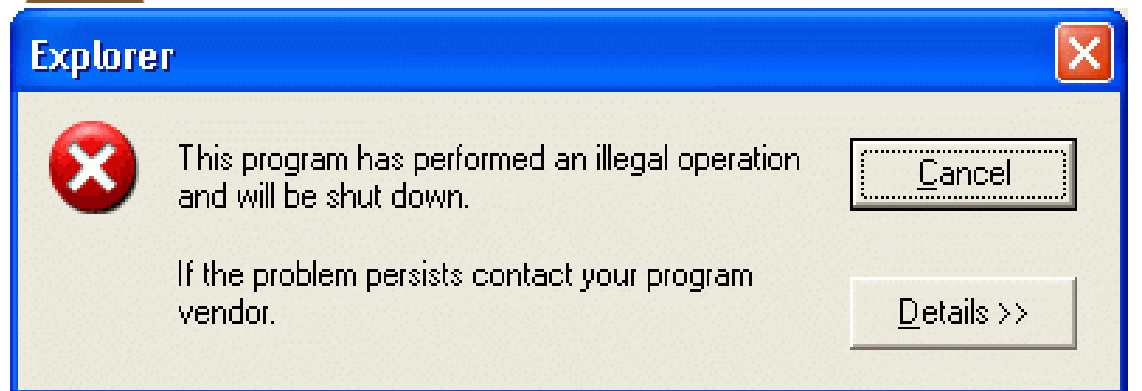 Explorer
This program has performed an illegal operation
and will be shut down.
Cancel
If the problem persists contact your program
vendor.
Details >>